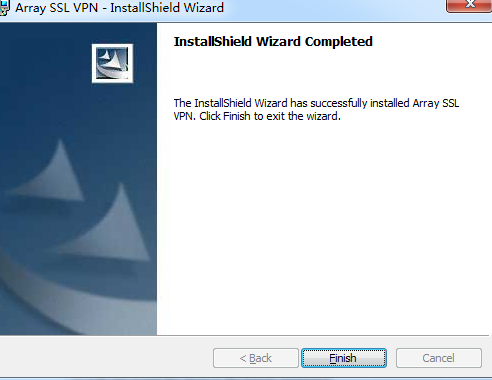 Array SSL VPN - InstallShield Wizard
InstallShield Wizard Completed
The InstallShield Wizard has successfully installed Array SSL
VPN. Click Finish to exit the wizard.
< Back
Finish
Cancel